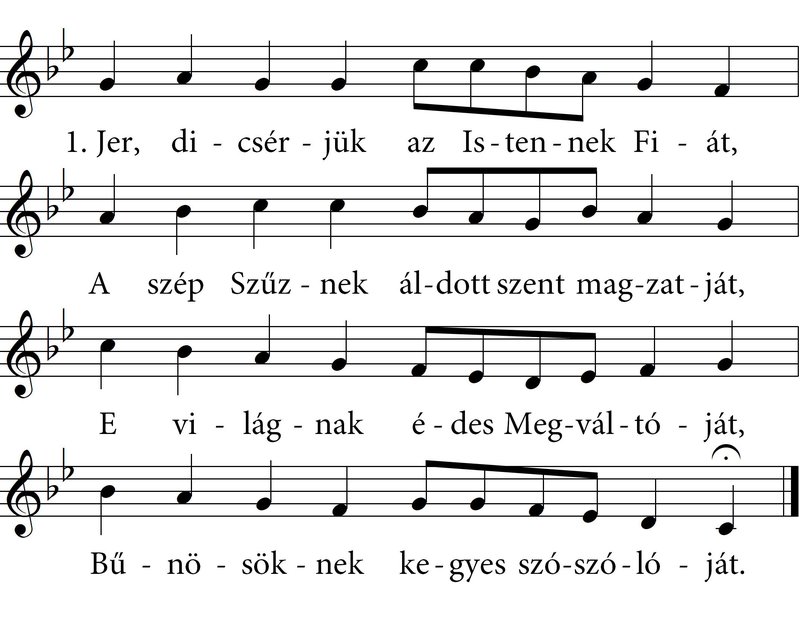 1. Jer, di - csér - jük az Is - ten - nek Fi - át,
A szép Szűz - nek ál - dott szent mag - zat - ját,
E vi - lág - nak é - des Meg - vál - tó - ját,
Bű - nö - sök - nek ke - gyes szó - szó - ló - ját.